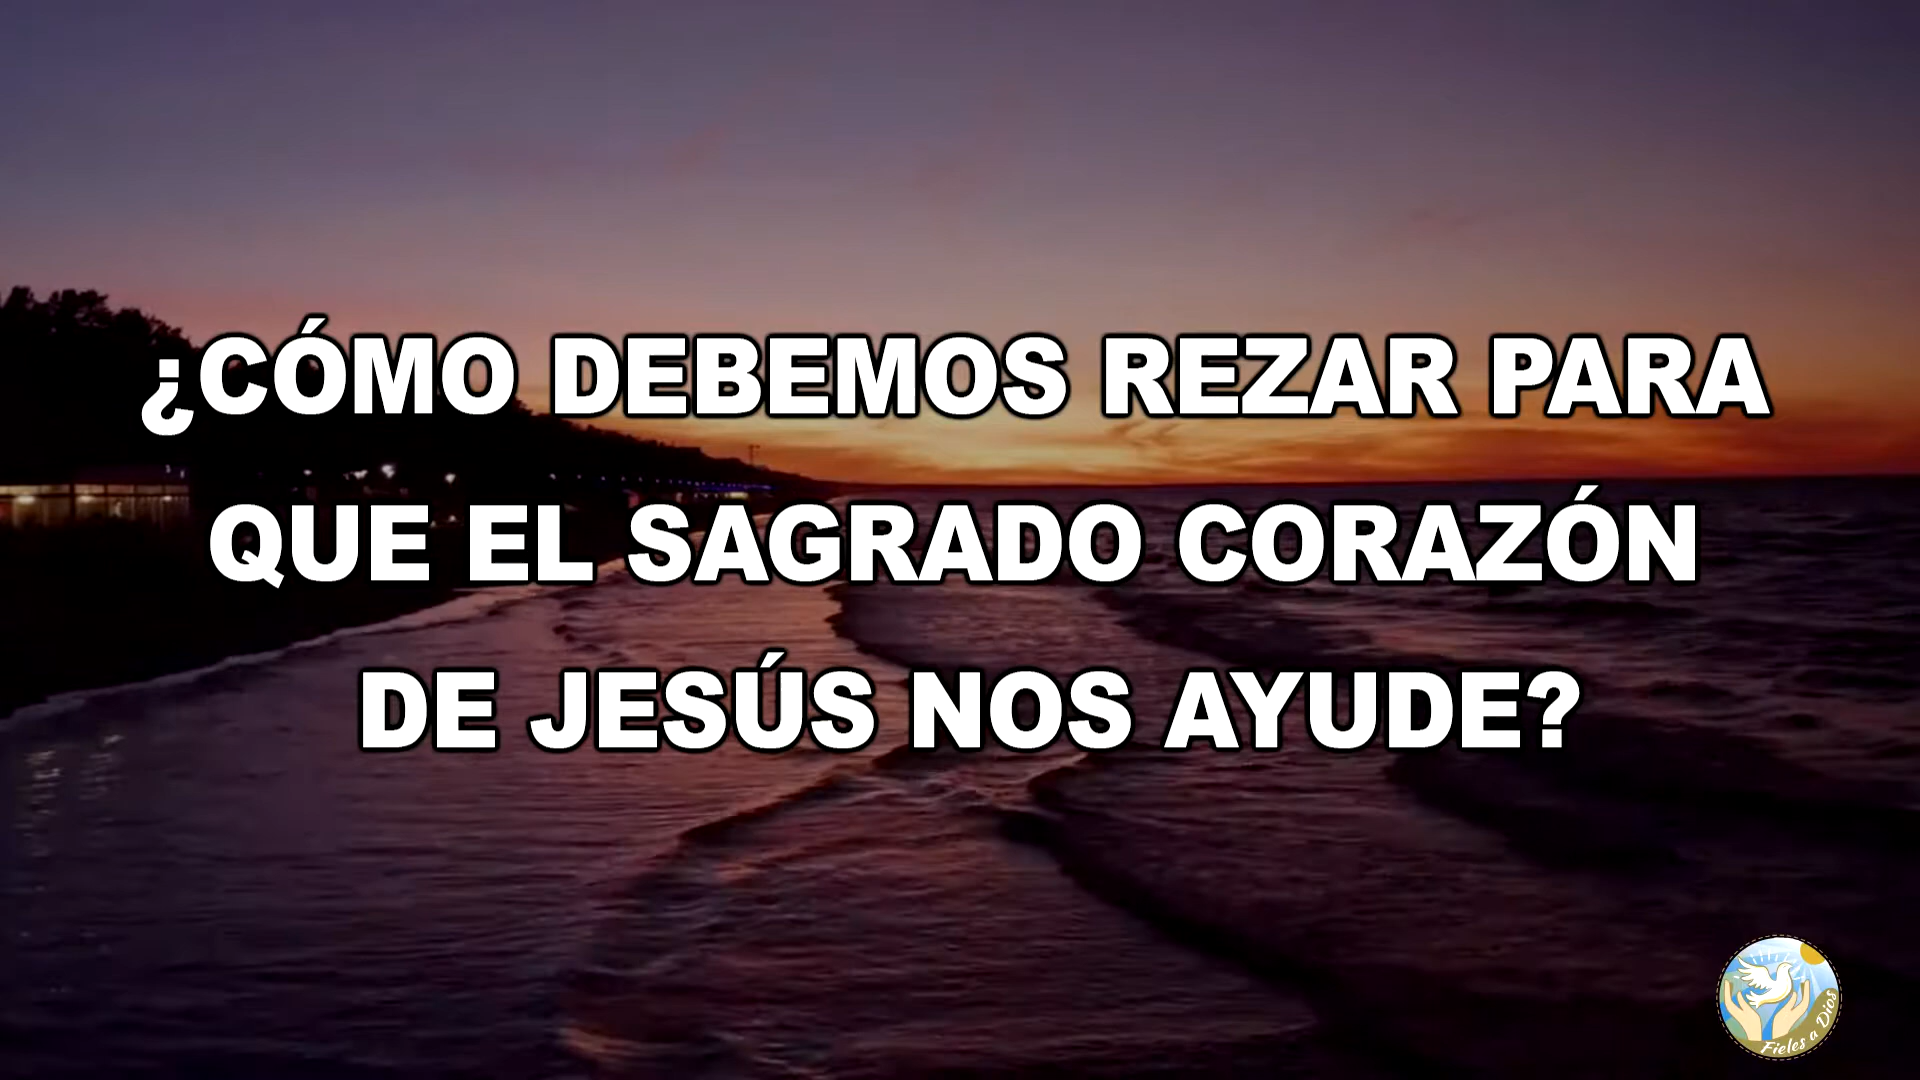 ¿CÓMO DEBEMOS REZAR PARA
QUE EL SAGRADO CORAZÓN
DE JESÚS NOS AYUDE?
Fieles a Dios